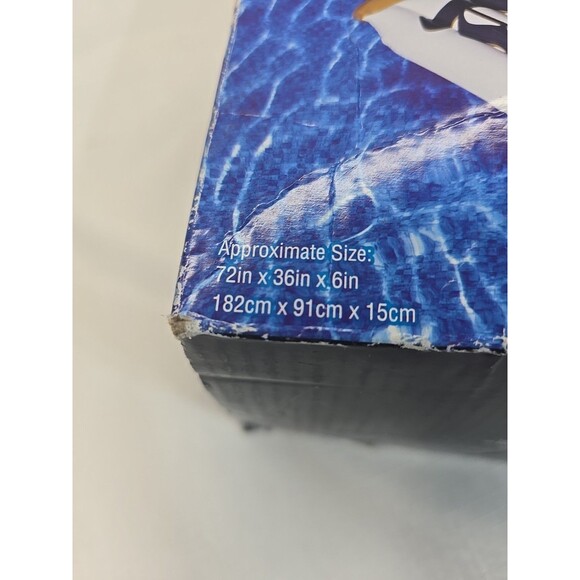 Approximate Size:
72in x 36in x 6in
182cm x 91cm x 15cm